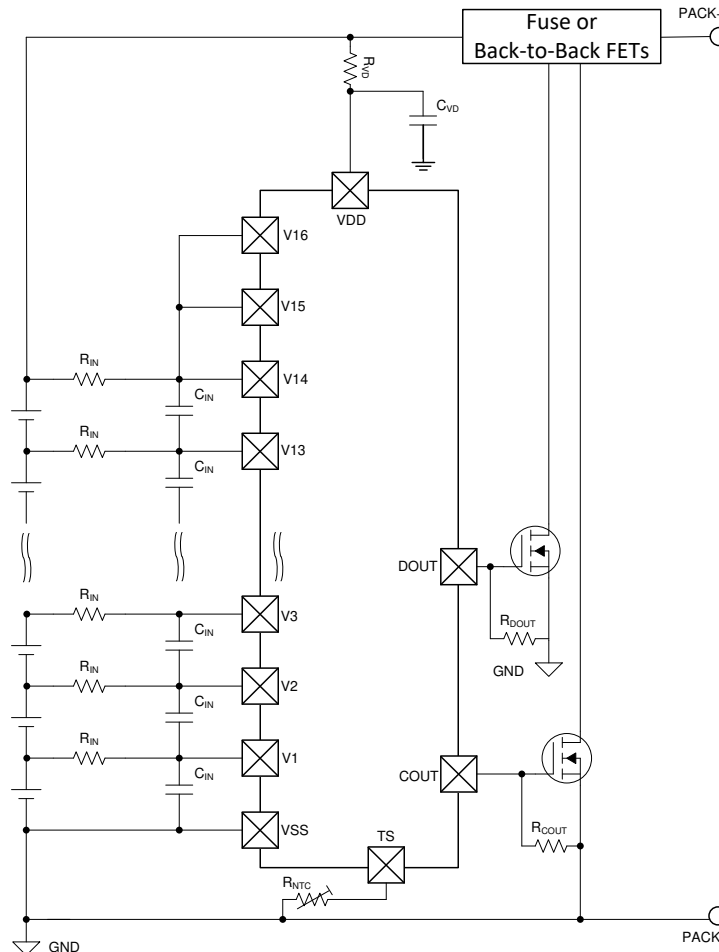 Fuse or
Back-to-Back FETs
PACK-
RVD
CVD
VDD
V16
V15
RIN
V14
CIN
RIN
V13
CIN
DOUT
RIN
V3
RDOUT
CIN
GND
RIN
V2
CIN
RIN
V1
COUT
CIN
VSS
TS
RCOUT
RNTC
GND
PACK